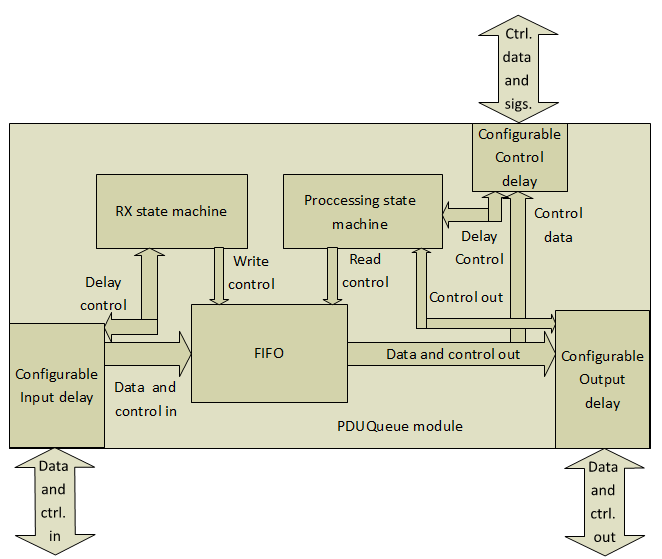 Ctrl.
data
and
sigs.
Configurable
Control
delay
RX state machine
Proccessing state
machine
Control
data
Delay
Control
Write
control
Read
control
Delay
control
Control out
FIFO
Data and control out
Configurable
Input delay
Configurable
Output
delay
Data  and
control in
PDUQueue module
Data
and
ctrl.
in
Data
and
ctrl.
out